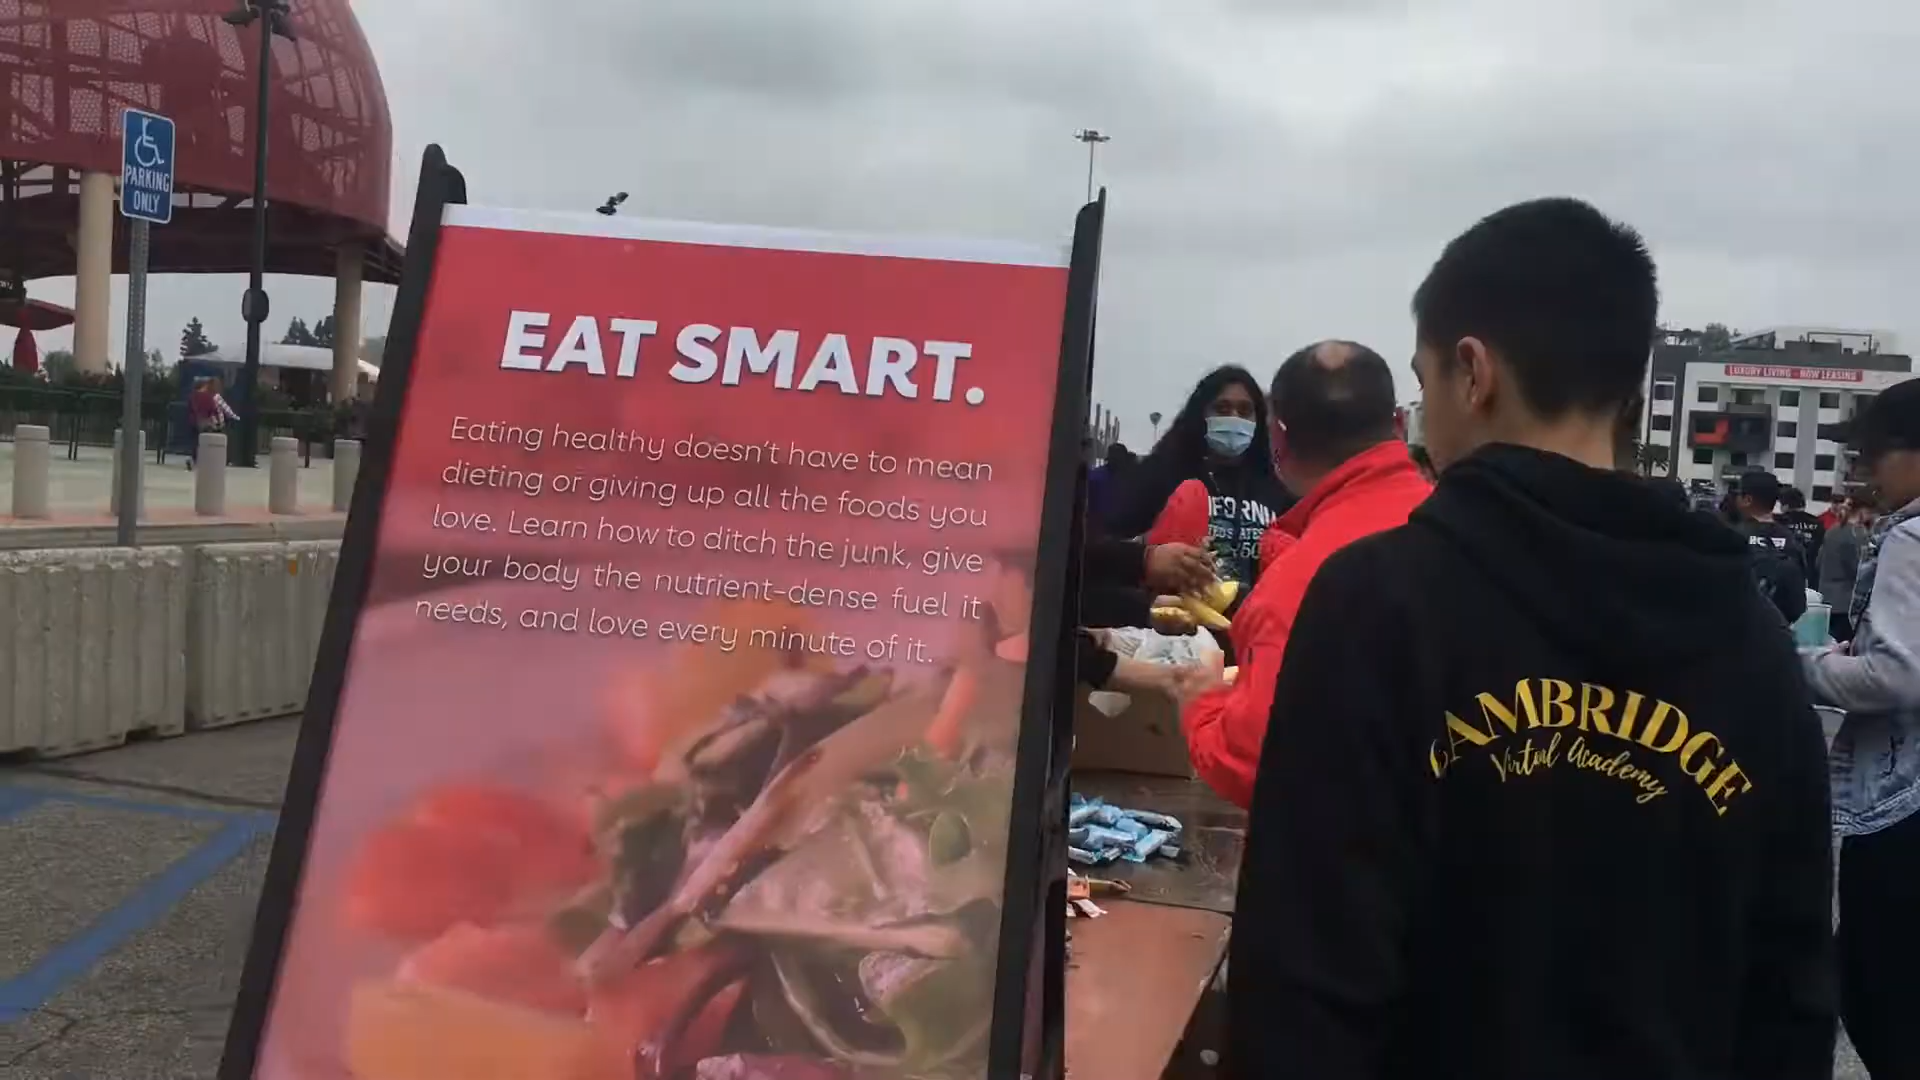 PARKING
ONLY
EAT SMART.
Eating healthy doesn't have to mean
dieting or giving up all the foods you
love. Learn how to ditch the junk, give
your body the nutrient-dense fuel it
needs, and love every minute of it.
LUXURY LIVING - NOW LEASING
CAMBRIDGE
Virtual Academy
walker